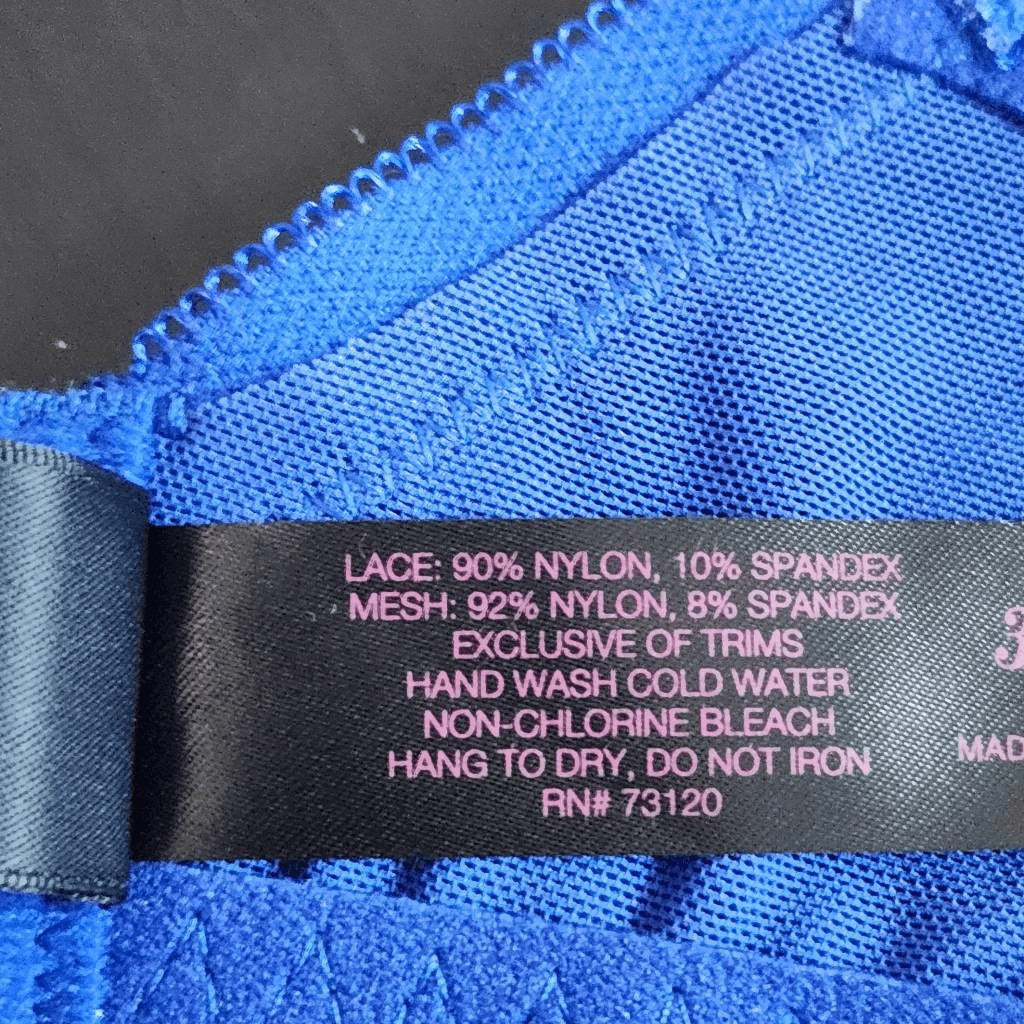 LACE: 90% NYLON, 10% SPANDEX
MESH: 92% NYLON, 8% SPANDEX
EXCLUSIVE OF TRIMS
HAND WASH COLD WATER
NON-CHLORINE BLEACH
HANG TO DRY, DO NOT IRON
RN# 73120